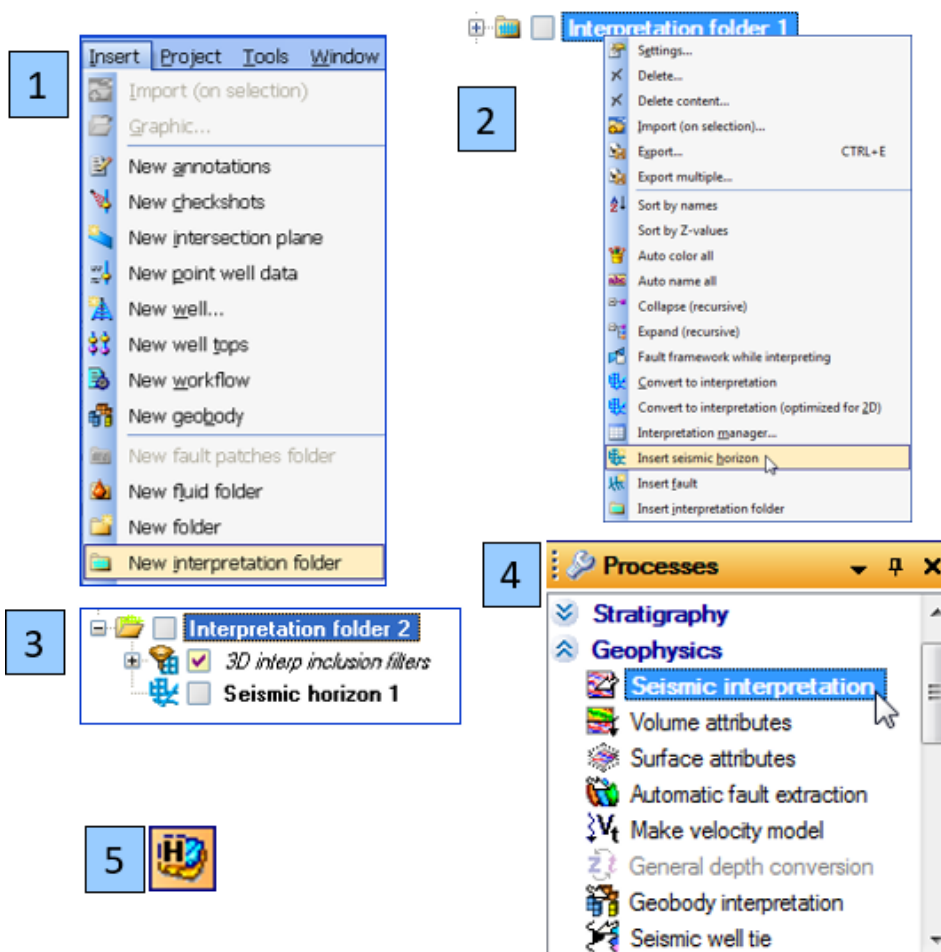 1
Insert Project Tools Window
Import (on selection)
Graphic...
New annotations
New checkshots
New intersection plane
New point well data
New well...
New well tops
New workflow
New geobody
New fault patches folder
New fluid folder
New folder
New interpretation folder
2
Interpretation folder 1
Settings...
Delete...
Delete content...
Import (on selection)...
Export... CTRL+E
Export multiple...
Sort by names
Sort by Z-values
Auto color all
Auto name all
Collapse (recursive)
Expand (recursive)
Fault framework while interpreting
Convert to interpretation
Convert to interpretation (optimized for 2D)
Interpretation manager...
Insert seismic horizon
Insert fault
Insert interpretation folder
3
Interpretation folder 2
3D interp inclusion filters
Seismic horizon 1
4
Processes
Stratigraphy
Geophysics
Seismic interpretation
Volume attributes
Surface attributes
Automatic fault extraction
Make velocity model
General depth conversion
Geobody interpretation
Seismic well tie
5
H